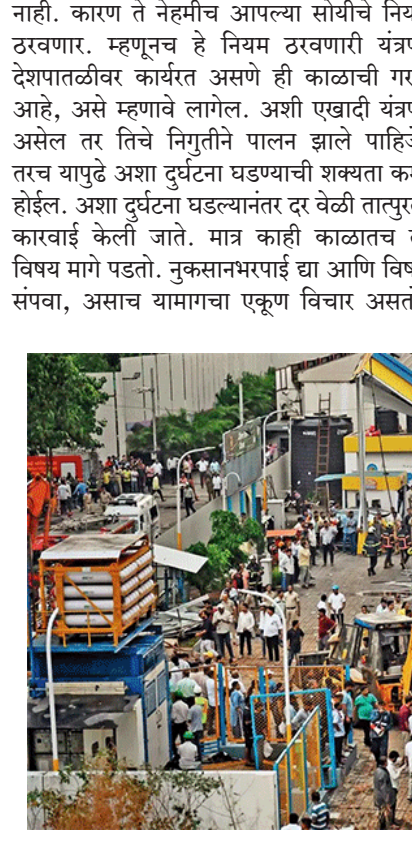 नाही. कारण ते नेहमीच आपल्या सोयीचे
ठरवणार. म्हणूनच हे नियम ठरवणारी
देशपातळीवर कार्यरत असणे ही काळाची
आहे, असे म्हणावे लागेल. अशी एखादी
असेल तर तिचे निगुतीने पालन झाले
तरच यापुढे अशा दुर्घटना घडण्याची शक्यता
होईल. अशा दुर्घटना घडल्यानंतर दर वेळी
कारवाई केली जाते. मात्र काही काळातच
विषय मागे पडतो. नुकसानभरपाई द्या आणि
संपवा, असाच यामागचा एकूण विचार